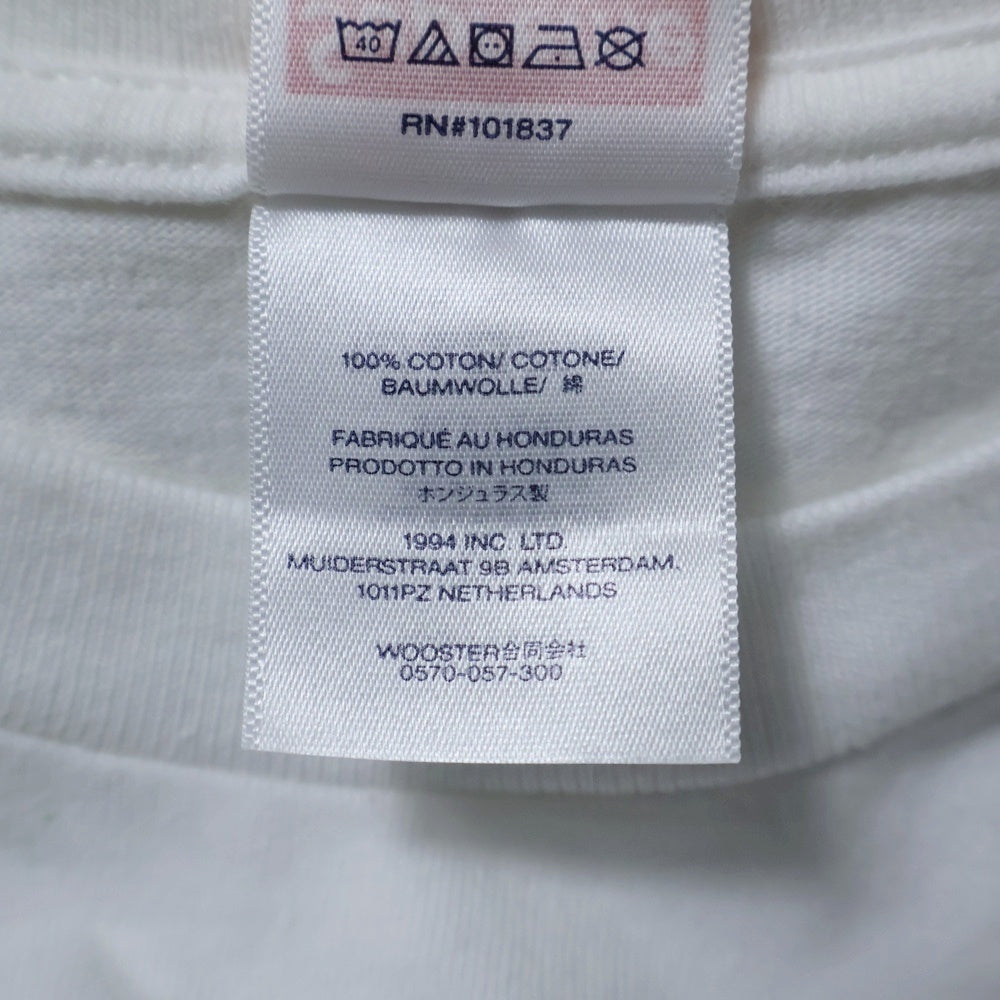 40
RN#101837
100% COTON/ COTONE/
BAUMWOLLE/ 綿
FABRIQUÉ AU HONDURAS
PRODOTTO IN HONDURAS
ホンジュラス製
1994 INC. LTD.
MUIDERSTRAAT 9B AMSTERDAM.
1011PZ NETHERLANDS
WOOSTER合同会社
0570-057-300